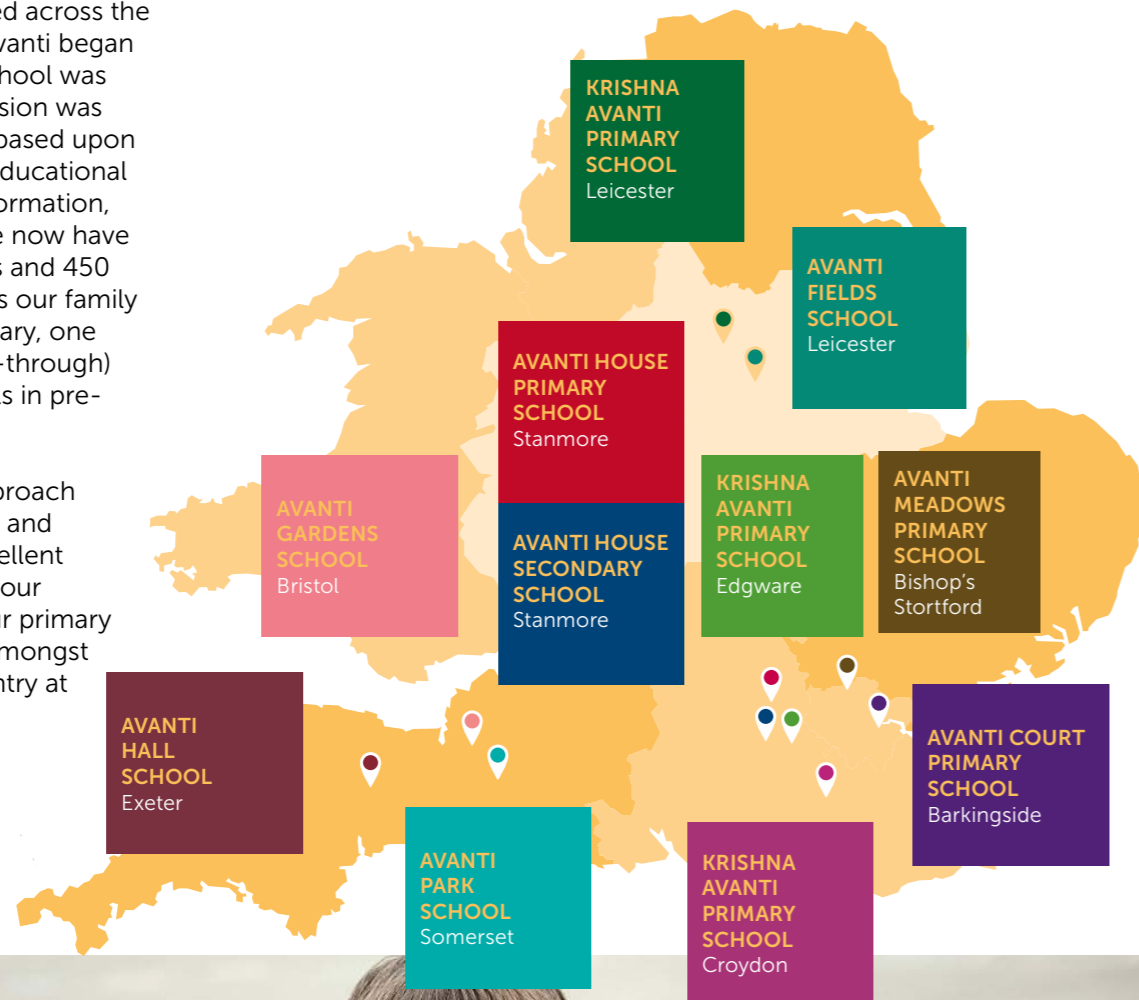 ed across the
vanti began
hool was
sion was
based upon
ducational
ormation,
e now have
s and 450
s our family
ary, one
-through)
ls in pre-
proach
and
ellent
our
ur primary
mongst
ntry at
KRISHNA
AVANTI
PRIMARY
SCHOOL
Leicester
AVANTI
FIELDS
SCHOOL
Leicester
AVANTI HOUSE
PRIMARY
SCHOOL
Stanmore
AVANTI GARDENS
SCHOOL
Bristol
AVANTI HOUSE
SECONDARY
SCHOOL
Stanmore
KRISHNA
AVANTI
PRIMARY
SCHOOL
Edgware
AVANTI
MEADOWS
PRIMARY
SCHOOL
Bishop's
Stortford
AVANTI
HALL
SCHOOL
Exeter
AVANTI
PARK
SCHOOL
Somerset
KRISHNA
AVANTI
PRIMARY
SCHOOL
Croydon
AVANTI COURT
PRIMARY
SCHOOL
Barkingside